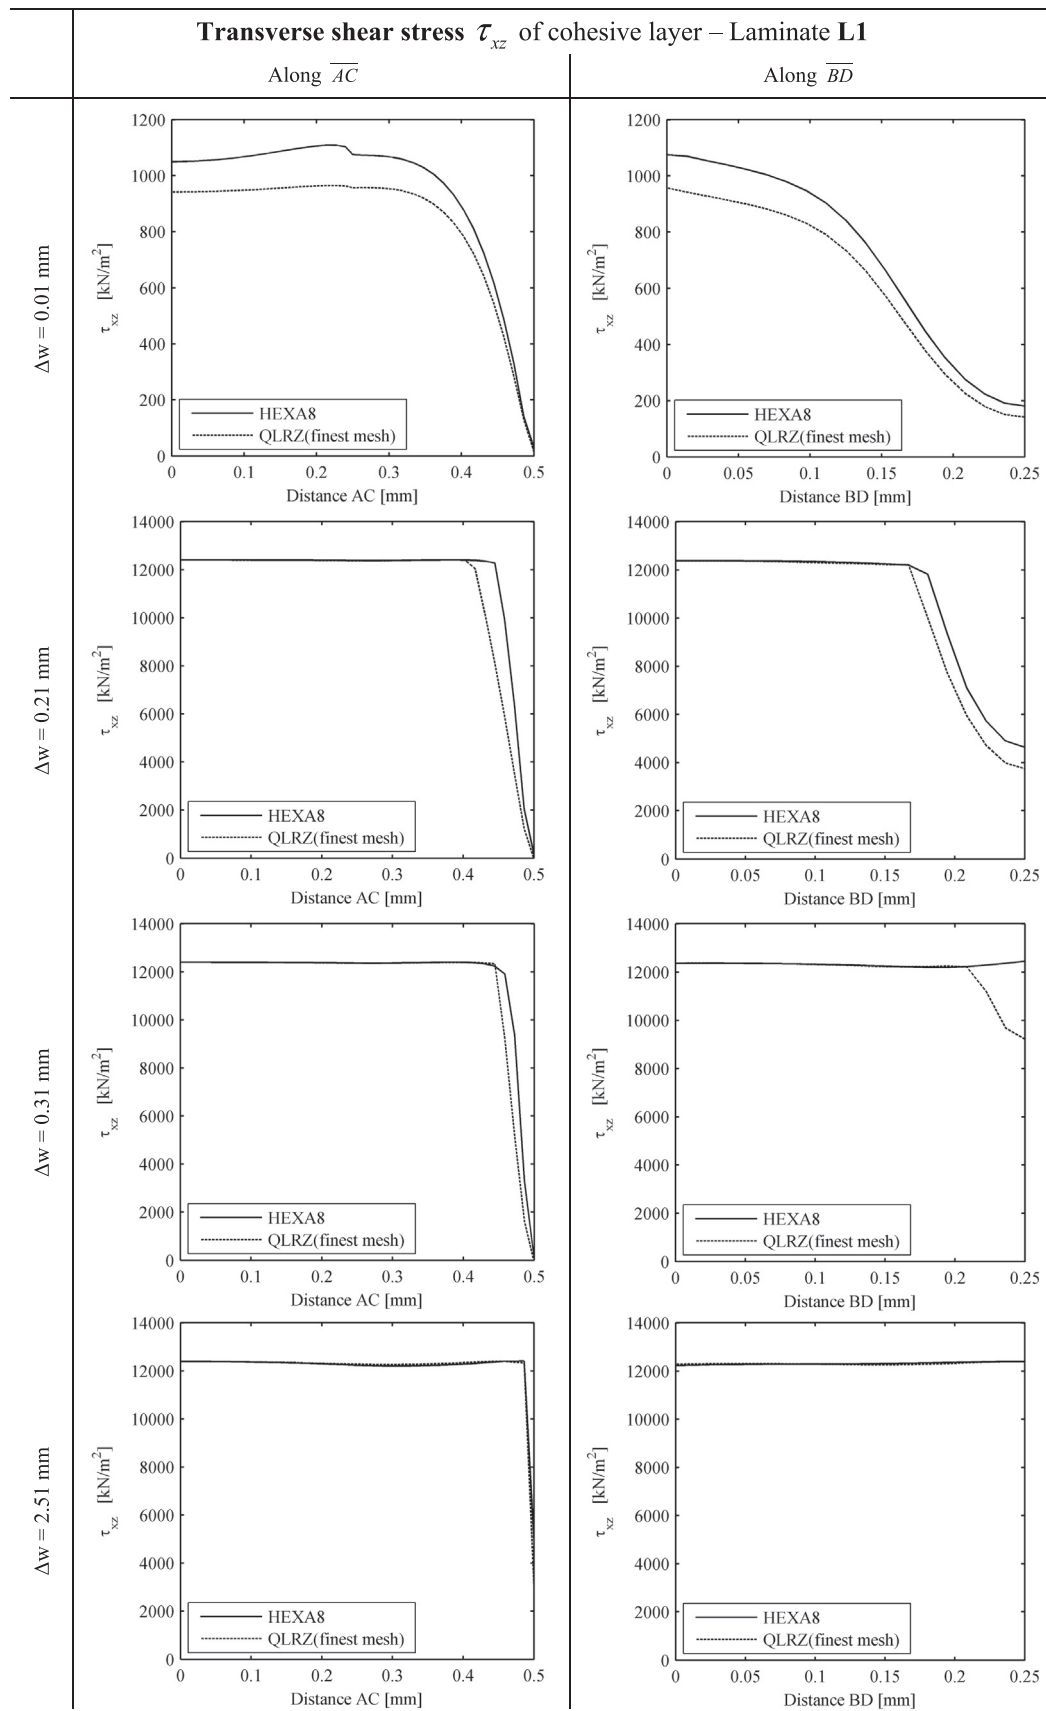 Transverse shear stress τxz of cohesive layer – Laminate L1
Along AC
Along BD
Δw = 0.01 mm
1200
1000
800
600
400
200
0
τxz [kN/m²]
HEXA8
QLRZ(finest mesh)
0 0.1 0.2 0.3 0.4 0.5
Distance AC [mm]
1200
1000
800
600
400
200
0
τxz [kN/m²]
HEXA8
QLRZ(finest mesh)
0 0.05 0.1 0.15 0.2 0.25
Distance BD [mm]
Δw = 0.21 mm
14000
12000
10000
8000
6000
4000
2000
0
τxz [kN/m²]
HEXA8
QLRZ(finest mesh)
0 0.1 0.2 0.3 0.4 0.5
Distance AC [mm]
14000
12000
10000
8000
6000
4000
2000
0
τxz [kN/m²]
HEXA8
QLRZ(finest mesh)
0 0.05 0.1 0.15 0.2 0.25
Distance BD [mm]
Δw = 0.31 mm
14000
12000
10000
8000
6000
4000
2000
0
τxz [kN/m²]
HEXA8
QLRZ(finest mesh)
0 0.1 0.2 0.3 0.4 0.5
Distance AC [mm]
14000
12000
10000
8000
6000
4000
2000
0
τxz [kN/m²]
HEXA8
QLRZ(finest mesh)
0 0.05 0.1 0.15 0.2 0.25
Distance BD [mm]
Δw = 2.51 mm
14000
12000
10000
8000
6000
4000
2000
0
τxz [kN/m²]
HEXA8
QLRZ(finest mesh)
0 0.1 0.2 0.3 0.4 0.5
Distance AC [mm]
14000
12000
10000
8000
6000
4000
2000
0
τxz [kN/m²]
HEXA8
QLRZ(finest mesh)
0 0.05 0.1 0.15 0.2 0.25
Distance BD [mm]